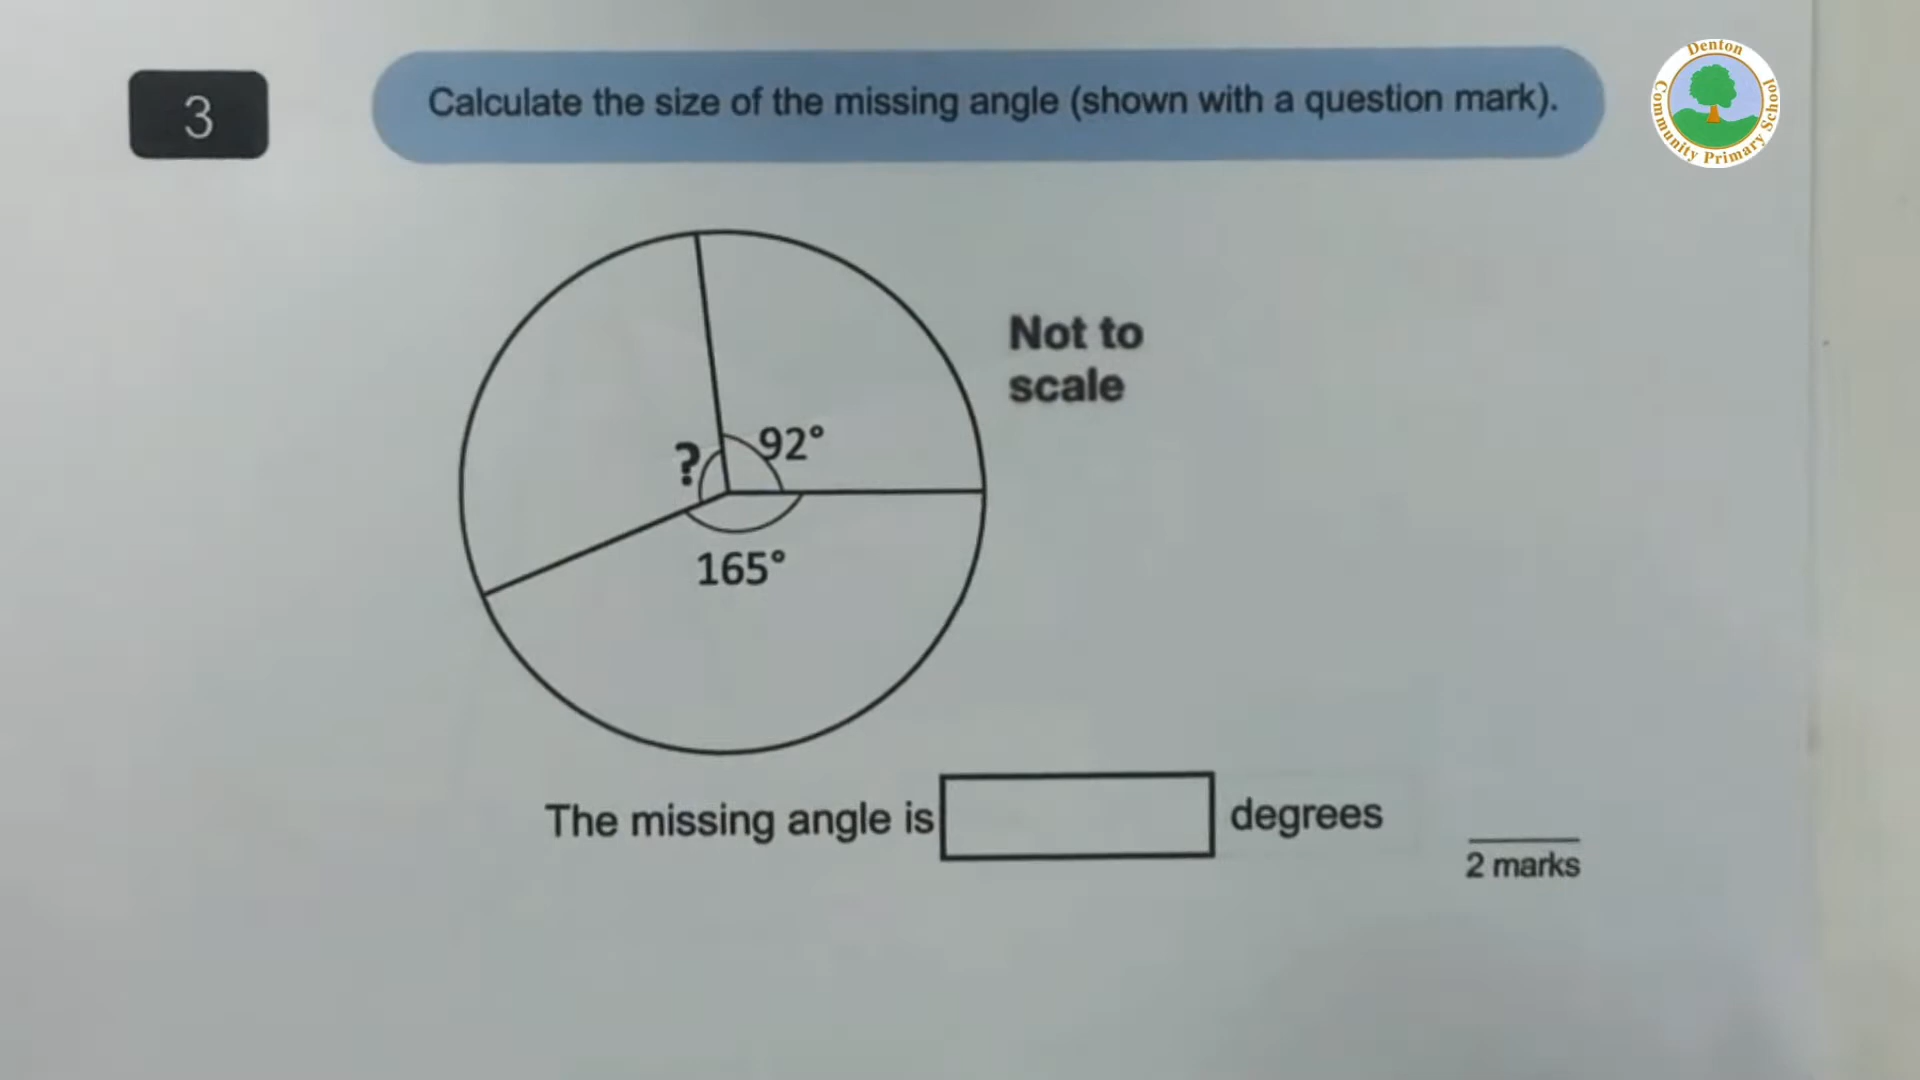 3
Calculate the size of the missing angle (shown with a question mark).
Denton
Community Primary School
Not to
scale
92°
?
165°
The missing angle is
degrees
2 marks